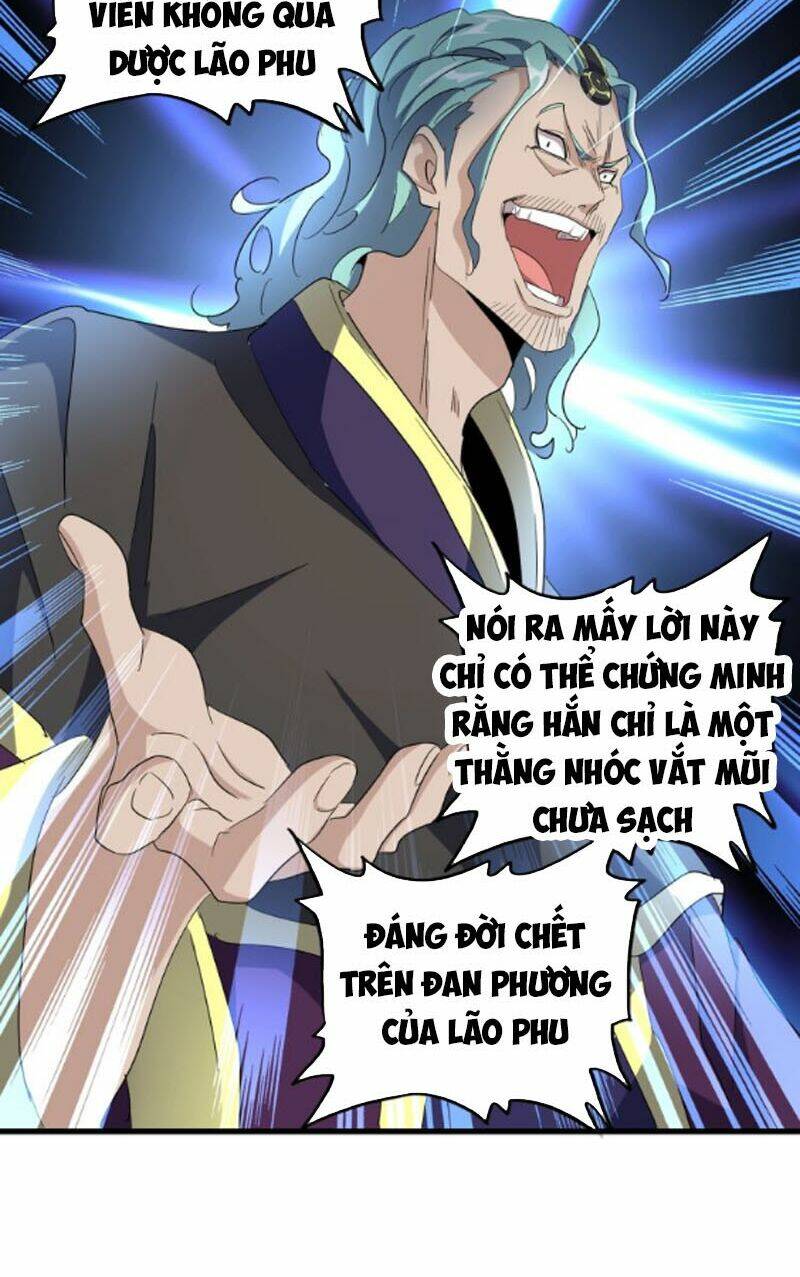 VIÊN KHÔNG QUA
DƯỢC LÃO PHU
NÓI RA MẤY LỜI NÀY
CHỈ CÓ THỂ CHỨNG MINH
RẰNG HẮN CHỈ LÀ MỘT
THẰNG NHÓC VẮT MŨI
CHƯA SẠCH
ĐÁNG ĐỜI CHẾT
TRÊN ĐAN PHƯƠNG
CỦA LÃO PHU